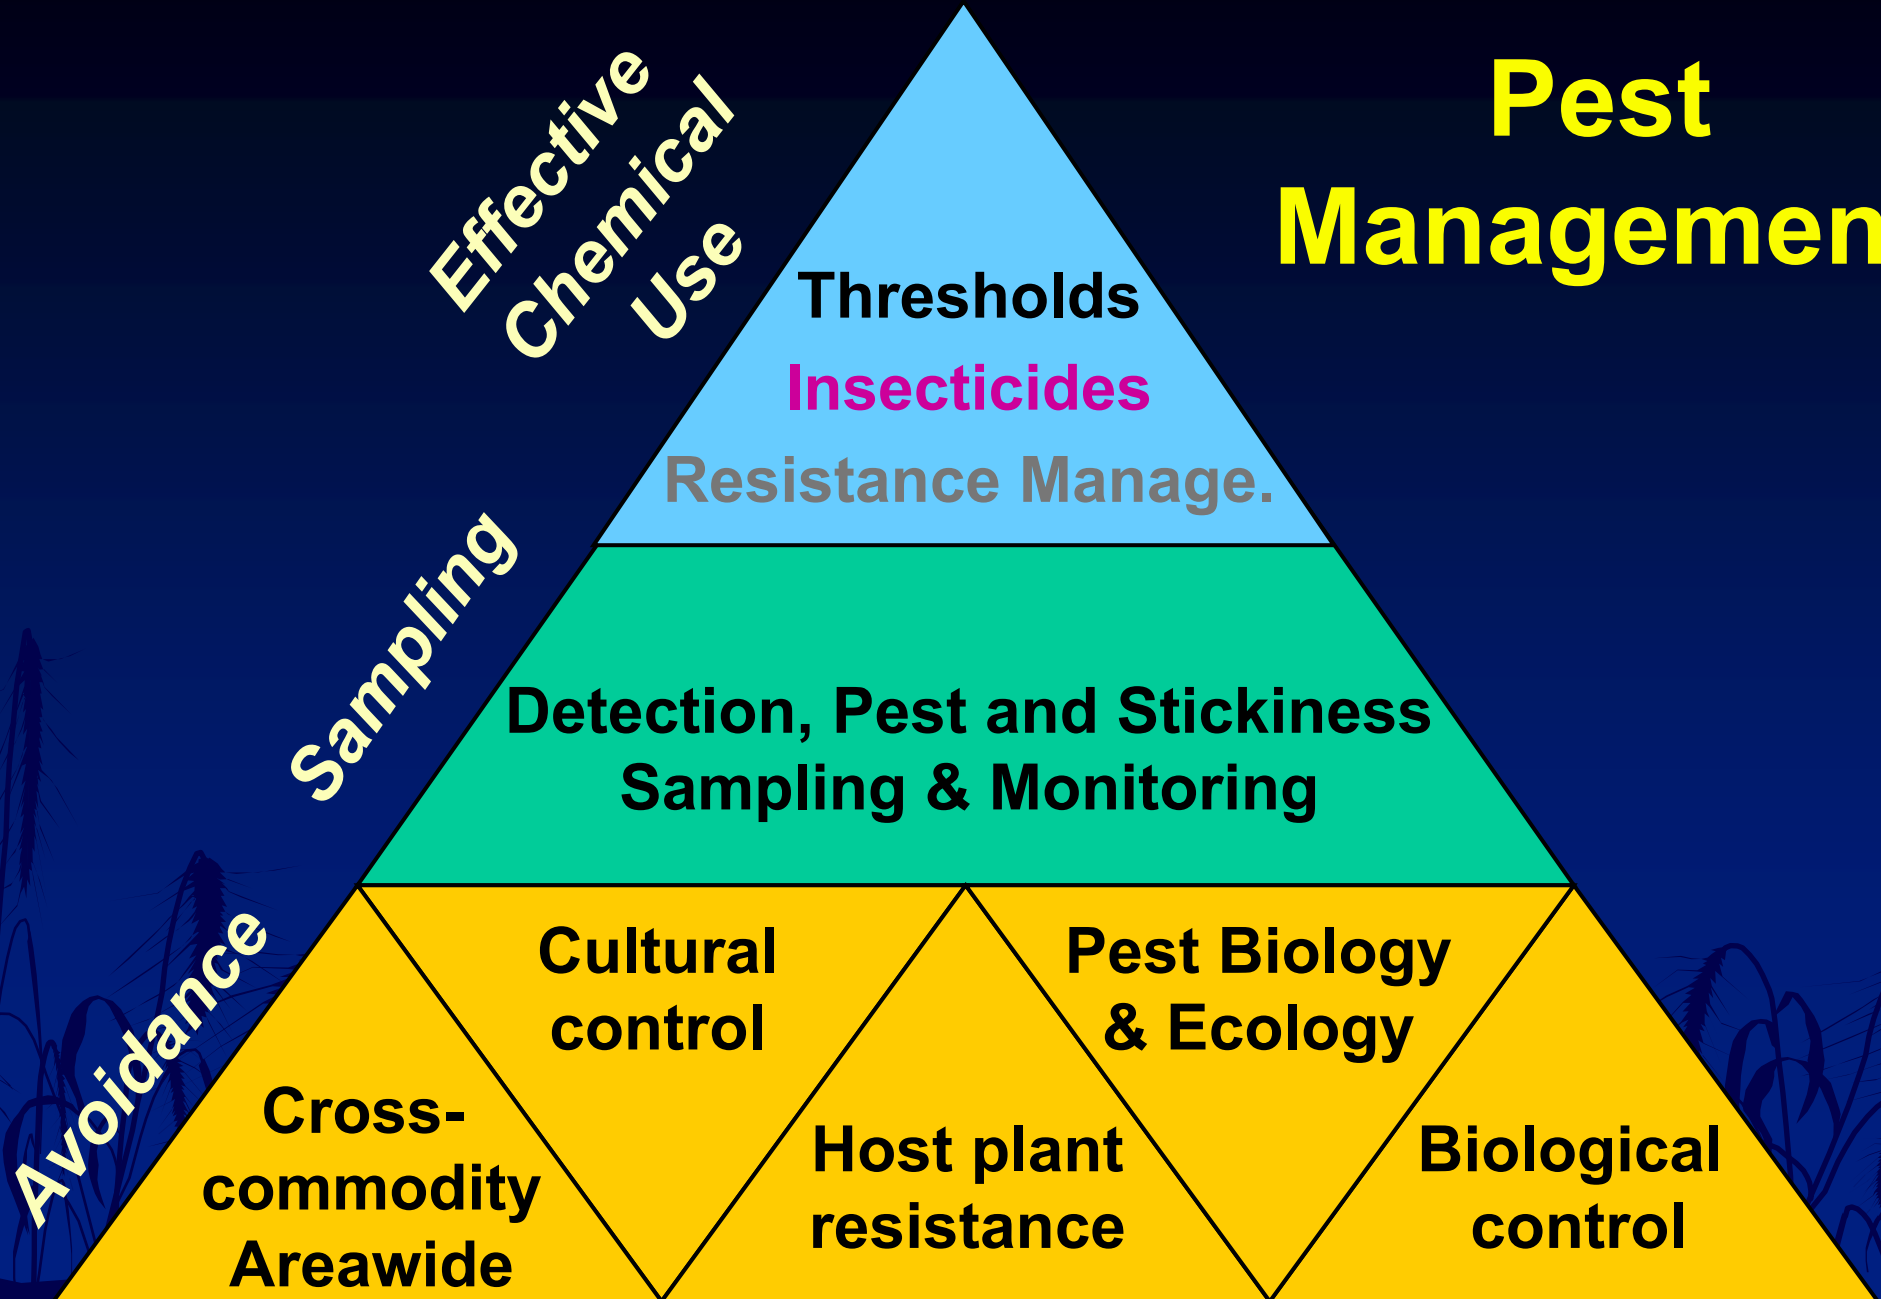 Pest
Managemen
Effective
Chemical
Use
Thresholds
Insecticides
Resistance Manage.
Sampling
Detection, Pest and Stickiness
Sampling & Monitoring
Avoidance
Cross-
commodity
Areawide
Cultural
control
Host plant
resistance
Pest Biology
& Ecology
Biological
control